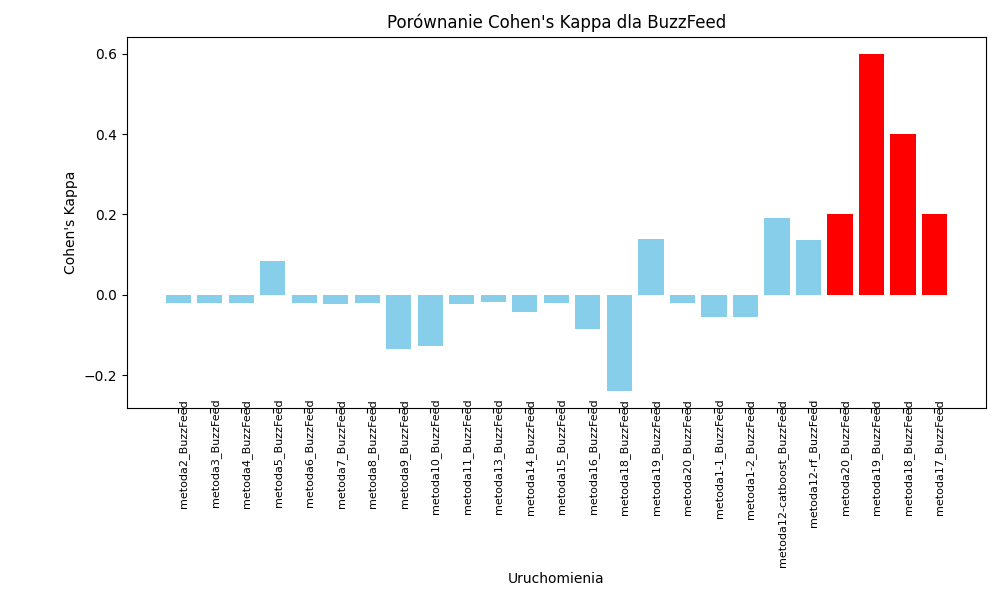 Porównanie Cohen's Kappa dla BuzzFeed
0.6
0.4
0.2
0.0
−0.2
Cohen's Kappa
metoda2_BuzzFeed
metoda3_BuzzFeed
metoda4_BuzzFeed
metoda5_BuzzFeed
metoda6_BuzzFeed
metoda7_BuzzFeed
metoda8_BuzzFeed
metoda9_BuzzFeed
metoda10_BuzzFeed
metoda11_BuzzFeed
metoda13_BuzzFeed
metoda14_BuzzFeed
metoda15_BuzzFeed
metoda16_BuzzFeed
metoda18_BuzzFeed
metoda19_BuzzFeed
metoda20_BuzzFeed
metoda1-1_BuzzFeed
metoda1-2_BuzzFeed
metoda12-catboost_BuzzFeed
metoda12-rf_BuzzFeed
metoda20_BuzzFeed
metoda19_BuzzFeed
metoda18_BuzzFeed
metoda17_BuzzFeed
Uruchomienia